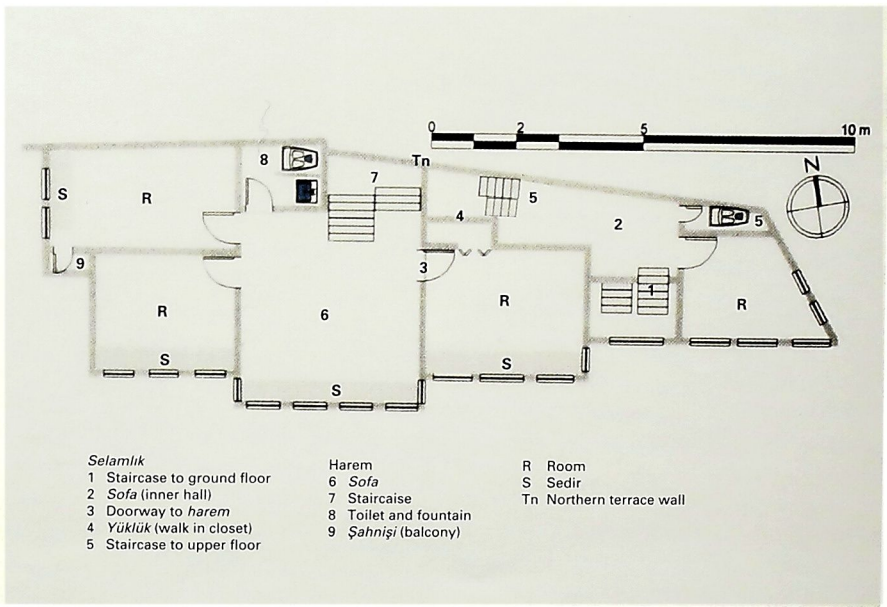 0 2 5 10 m
N
Tn
8
7
S R
5
4 2
5
9
3
1
R
6
R
R
S
S
S
Selamlık
1 Staircase to ground floor
2 Sofa (inner hall)
3 Doorway to harem
4 Yüklük (walk in closet)
5 Staircase to upper floor
Harem
6 Sofa
7 Staircaise
8 Toilet and fountain
9 Şahnişi (balcony)
R Room
S Sedir
Tn Northern terrace wall